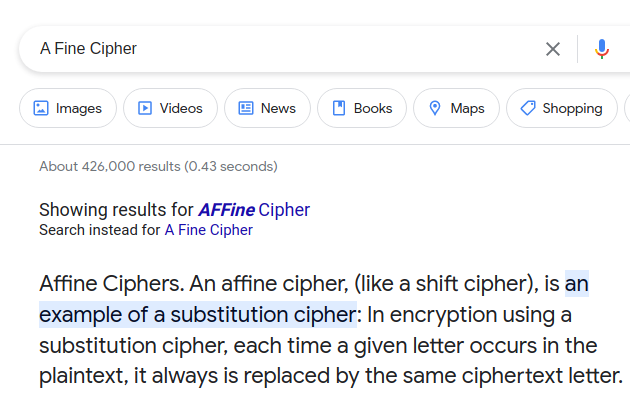 A Fine Cipher
Images Videos News Books Maps Shopping
About 426,000 results (0.43 seconds)
Showing results for AFFine Cipher
Search instead for A Fine Cipher
Affine Ciphers. An affine cipher, (like a shift cipher), is an
example of a substitution cipher: In encryption using a
substitution cipher, each time a given letter occurs in the
plaintext, it always is replaced by the same ciphertext letter.